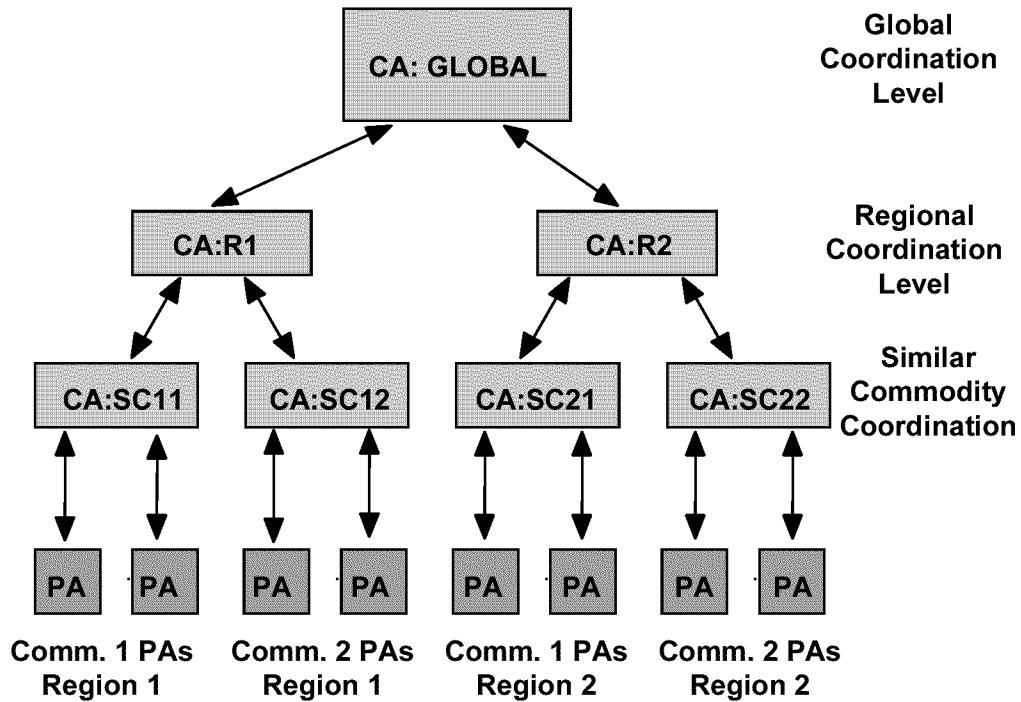 CA: GLOBAL
Global
Coordination
Level
CA:R1
CA:R2
Regional
Coordination
Level
CA:SC11
CA:SC12
CA:SC21
CA:SC22
Similar
Commodity
Coordination
PA
PA
PA
PA
PA
PA
PA
PA
Comm. 1 PAs
Region 1
Comm. 2 PAs
Region 1
Comm. 1 PAs
Region 2
Comm. 2 PAs
Region 2